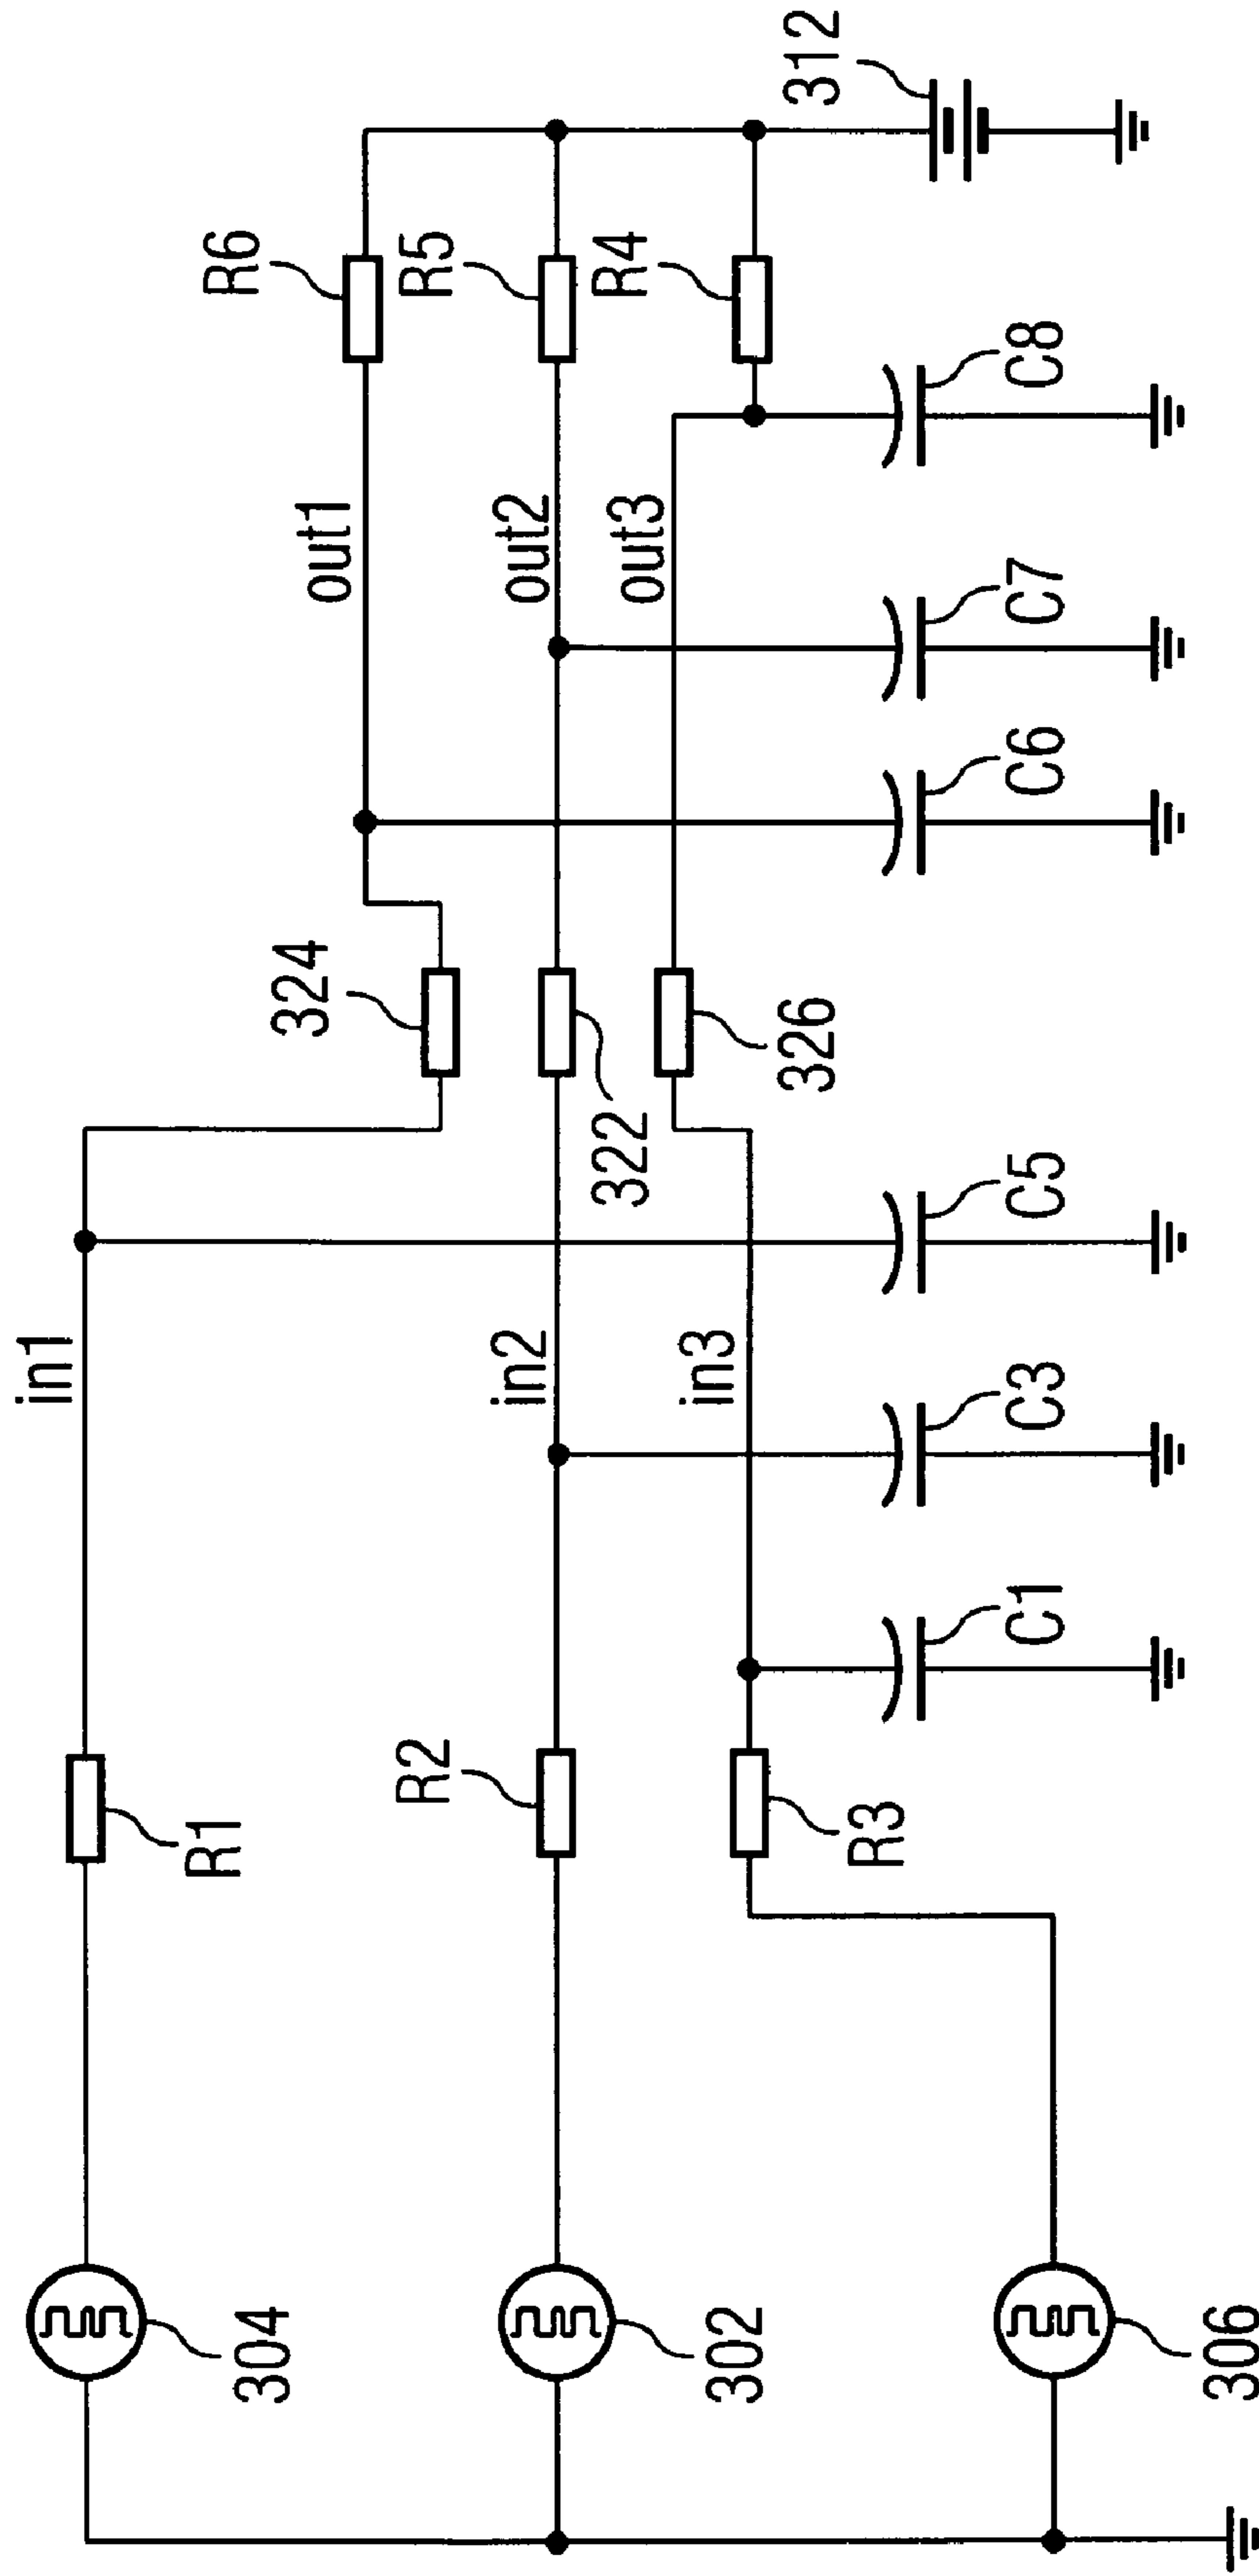 304
302
306
R1
R2
R3
in1
in2
in3
C1
C3
C5
324
322
326
out1
out2
out3
C6
C7
C8
R6
R5
R4
312